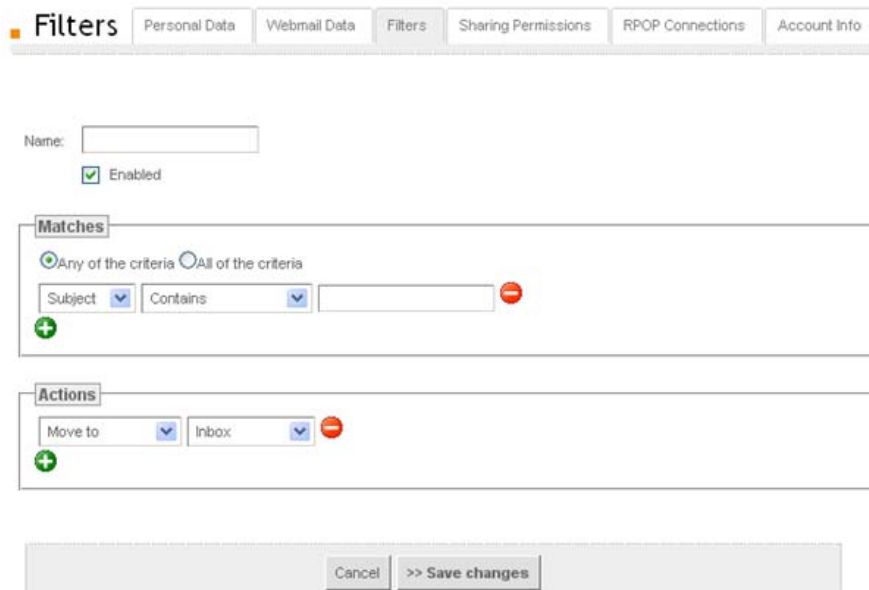 Filters Personal Data Webmail Data Filters Sharing Permissions RPOP Connections Account Info
Name:
Enabled
Matches
Any of the criteria All of the criteria
Subject Contains
Actions
Move to Inbox
Cancel >> Save changes